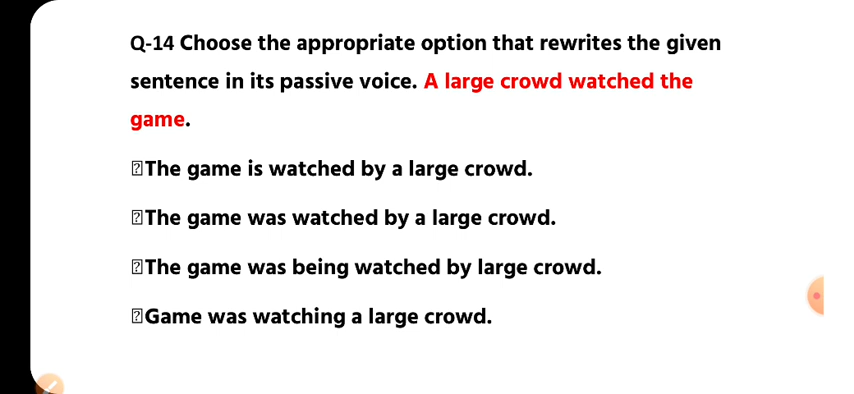 Q-14 Choose the appropriate option that rewrites the given
sentence in its passive voice. A large crowd watched the
game.
⍰The game is watched by a large crowd.
⍰The game was watched by a large crowd.
⍰The game was being watched by large crowd.
⍰Game was watching a large crowd.